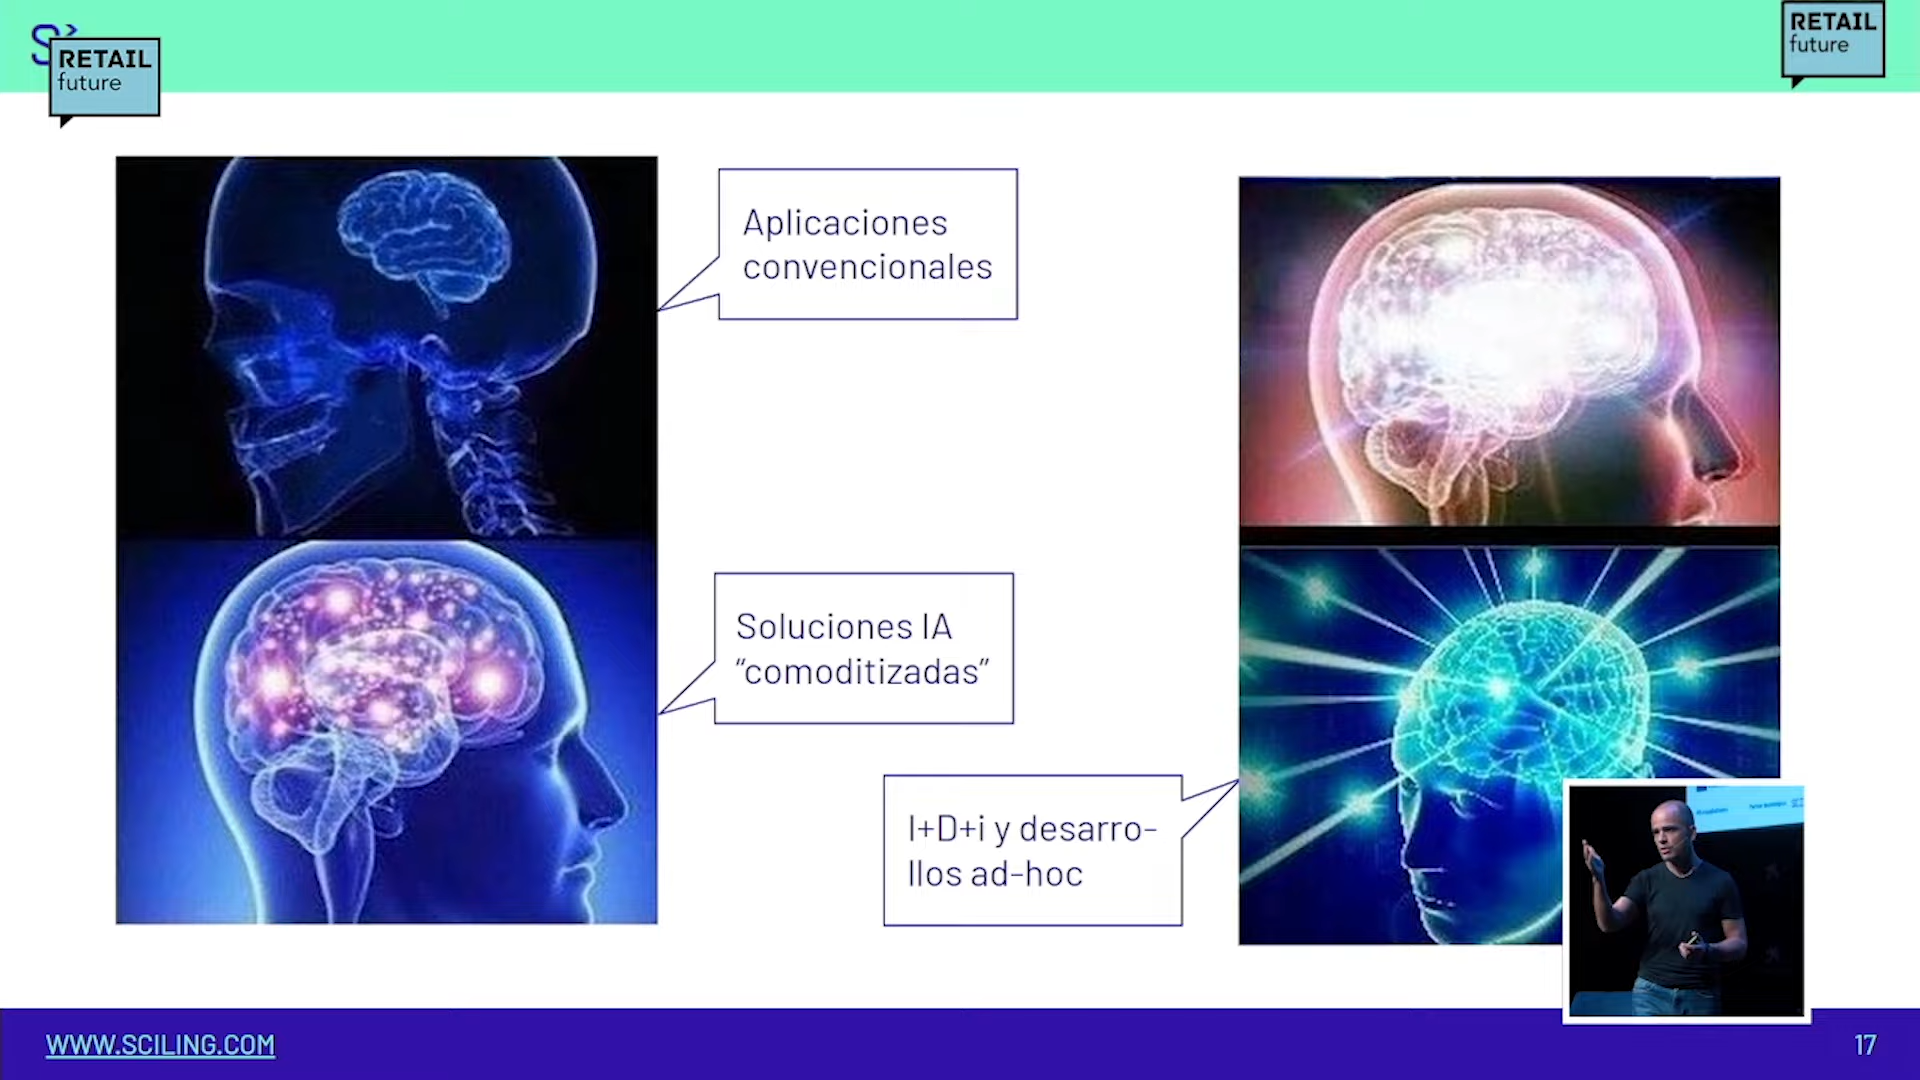 S
RETAIL
future
RETAIL
future
Aplicaciones
convencionales
Soluciones IA
“comoditizadas”
I+D+i y desarro-
llos ad-hoc
WWW.SCILING.COM
17